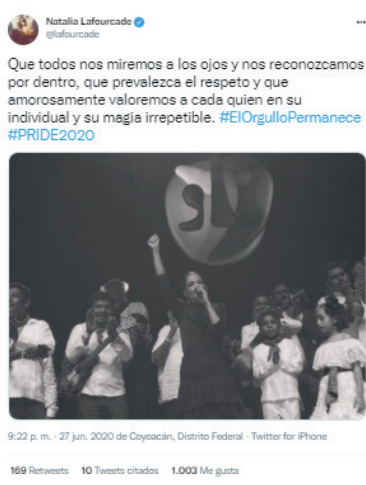 Natalia Lafourcade
@lafourcade
Que todos nos miremos a los ojos y nos reconozcamos
por dentro, que prevalezca el respeto y que
amorosamente valoremos a cada quien en su
individual y su magia irrepetible. #ElOrgulloPermanece
#PRIDE2020
9:22 p. m. · 27 jun. 2020 de Coyoacán, Distrito Federal · Twitter for iPhone
169 Retweets 10 Tweets citados 1.003 Me gusta